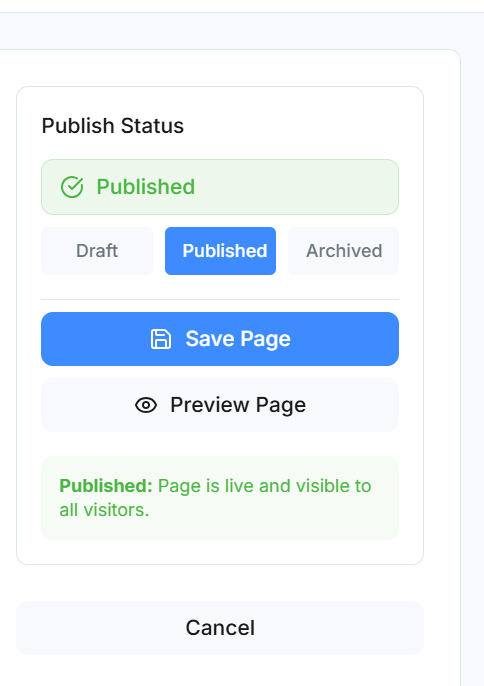 Publish Status
Published
Draft
Published
Archived
Save Page
Preview Page
Published: Page is live and visible to
all visitors.
Cancel